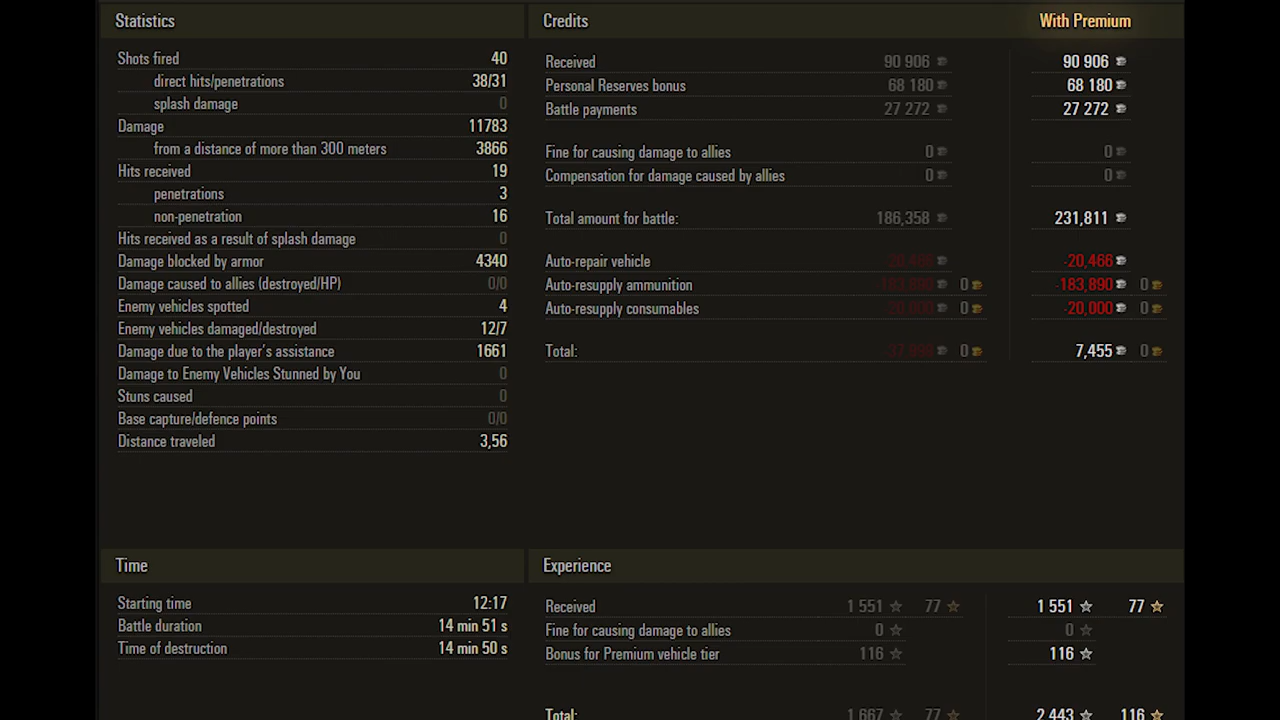 Statistics
Shots fired 40
direct hits/penetrations 38/31
splash damage 0
Damage 11783
from a distance of more than 300 meters 3866
Hits received 19
penetrations 3
non-penetration 16
Hits received as a result of splash damage 0
Damage blocked by armor 4340
Damage caused to allies (destroyed/HP) 0/0
Enemy vehicles spotted 4
Enemy vehicles damaged/destroyed 12/7
Damage due to the player's assistance 1661
Damage to Enemy Vehicles Stunned by You 0
Stuns caused 0
Base capture/defence points 0/0
Distance traveled 3,56
Credits With Premium
Received 90 906 90 906
Personal Reserves bonus 68 180 68 180
Battle payments 27 272 27 272
Fine for causing damage to allies 0 0
Compensation for damage caused by allies 0 0
Total amount for battle: 186,358 231,811
Auto-repair vehicle -20,466 -20,466
Auto-resupply ammunition -183,890 0 -183,890 0
Auto-resupply consumables -20,000 0 -20,000 0
Total: 0 7,455 0
Time
Starting time 12:17
Battle duration 14 min 51 s
Time of destruction 14 min 50 s
Experience
Received 1 551 77 1 551 77
Fine for causing damage to allies 0 0
Bonus for Premium vehicle tier 116 116
Total: 1 667 77 2 443 116